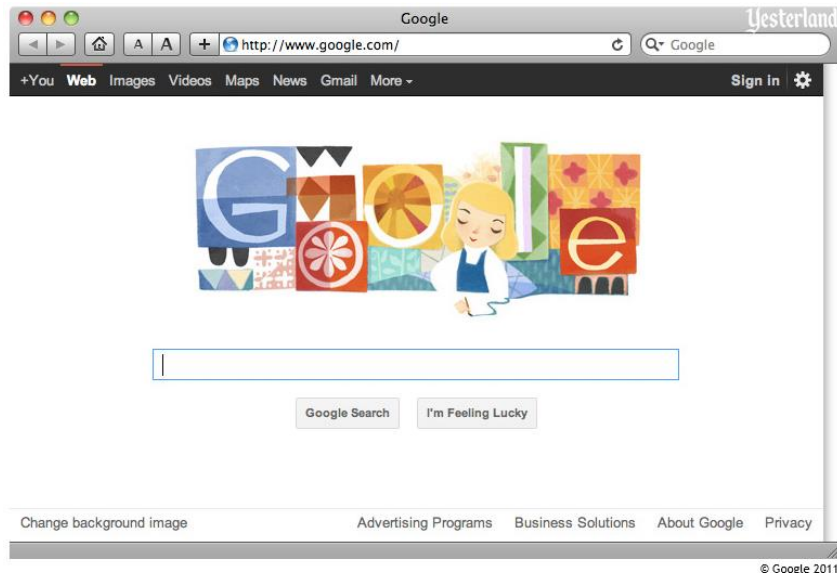 Google
Yesterland
A A + http://www.google.com/ Google
+You Web Images Videos Maps News Gmail More Sign in
Google
Google Search I'm Feeling Lucky
Change background image Advertising Programs Business Solutions About Google Privacy
© Google 2011